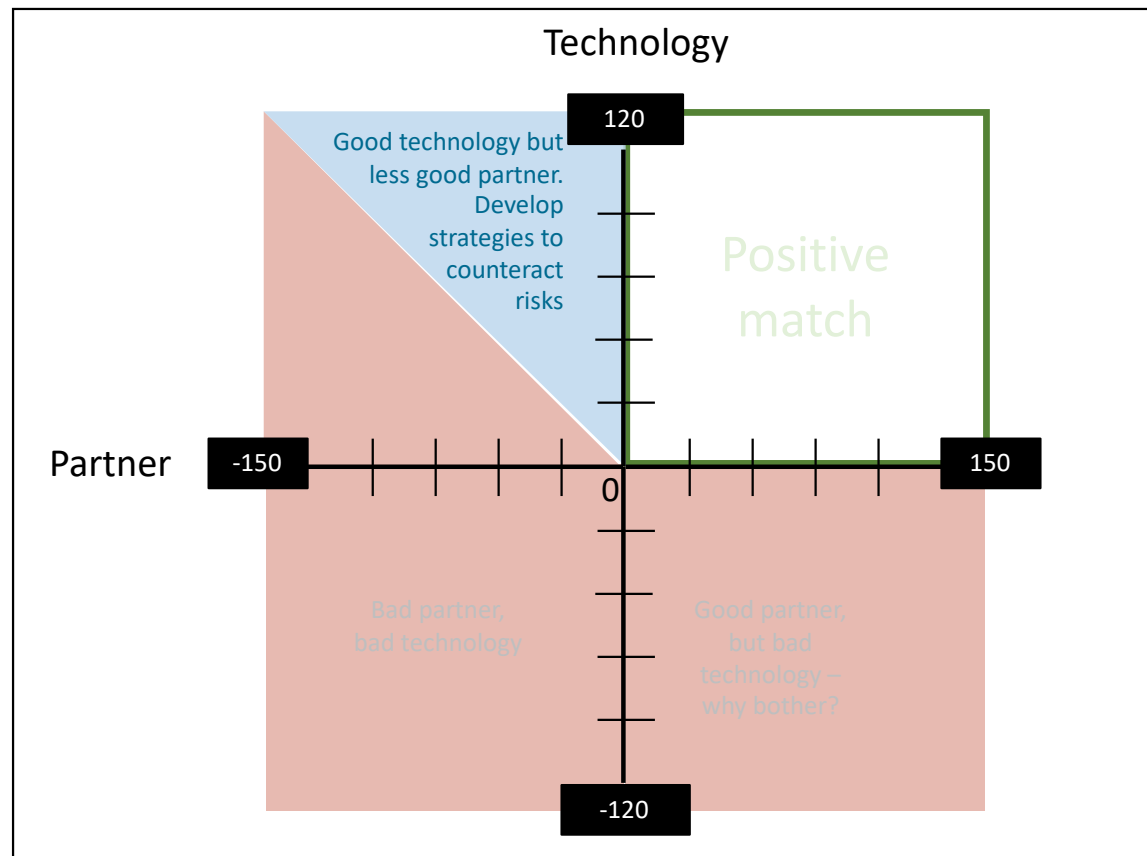 Technology
120
Good technology but
less good partner.
Develop
strategies to
counteract
risks
Positive
match
Partner
-150
150
0
Bad partner,
bad technology
Good partner,
but bad
technology –
why bother?
-120